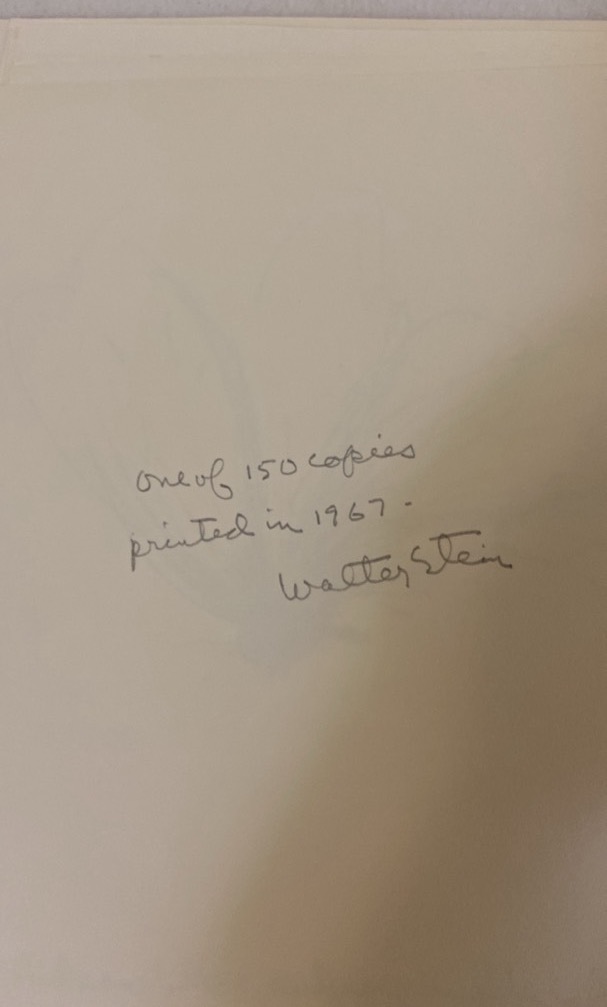 one of 150 copies
printed in 1967.
Walter Stein